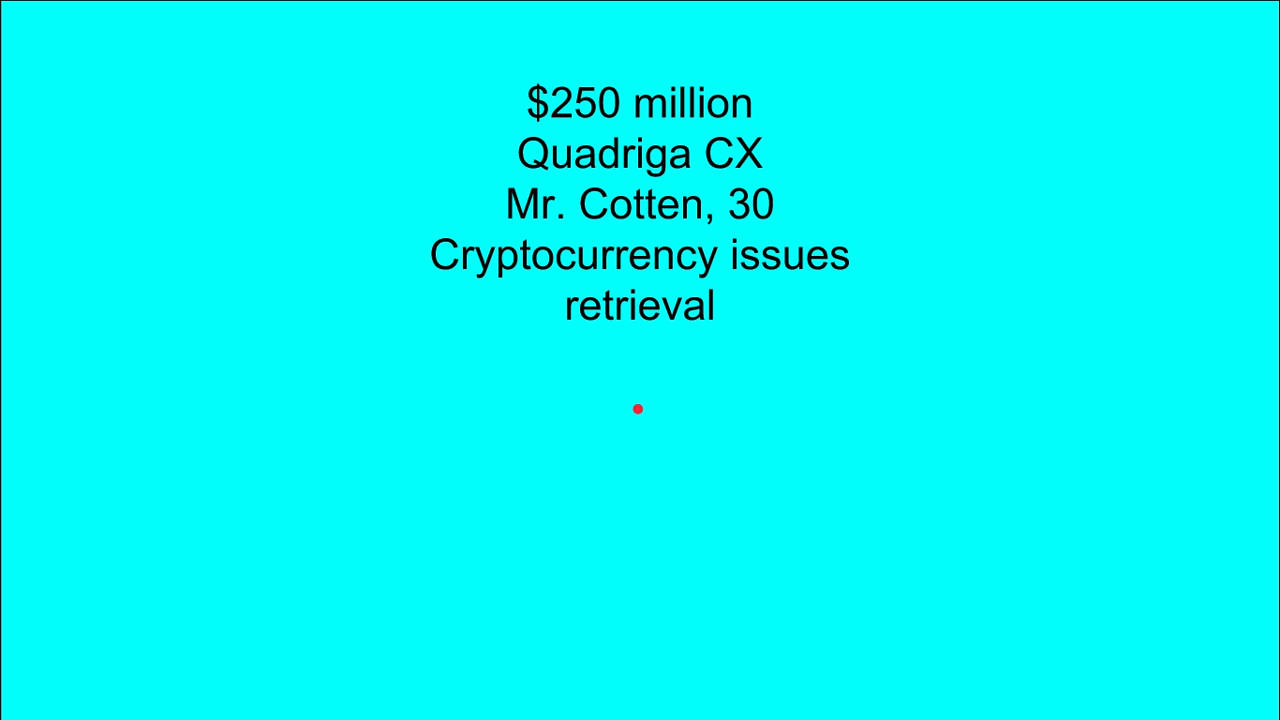 $250 million
Quadriga CX
Mr. Cotten, 30
Cryptocurrency issues
retrieval